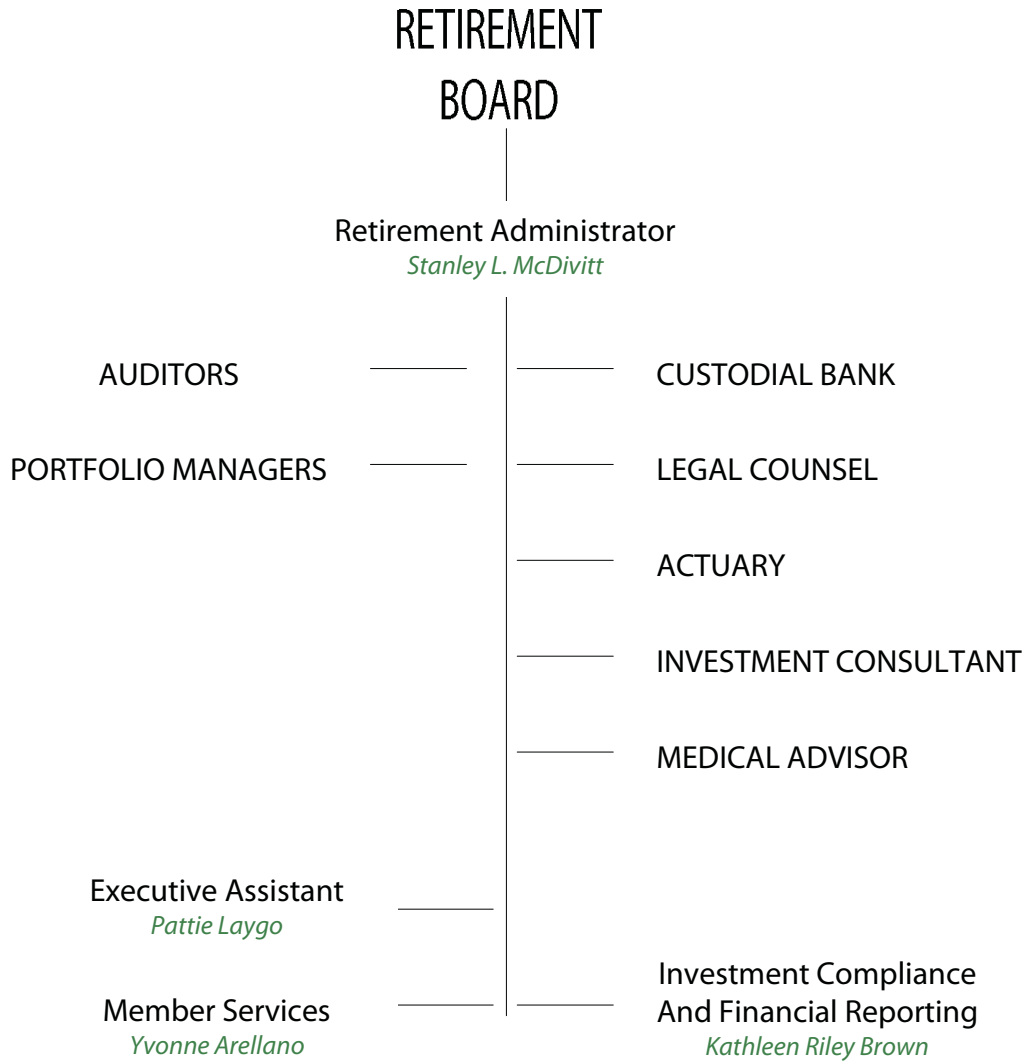 RETIREMENT
BOARD
Retirement Administrator
Stanley L. McDivitt
AUDITORS
CUSTODIAL BANK
PORTFOLIO MANAGERS
LEGAL COUNSEL
ACTUARY
INVESTMENT CONSULTANT
MEDICAL ADVISOR
Executive Assistant
Pattie Laygo
Member Services
Yvonne Arellano
Investment Compliance
And Financial Reporting
Kathleen Riley Brown